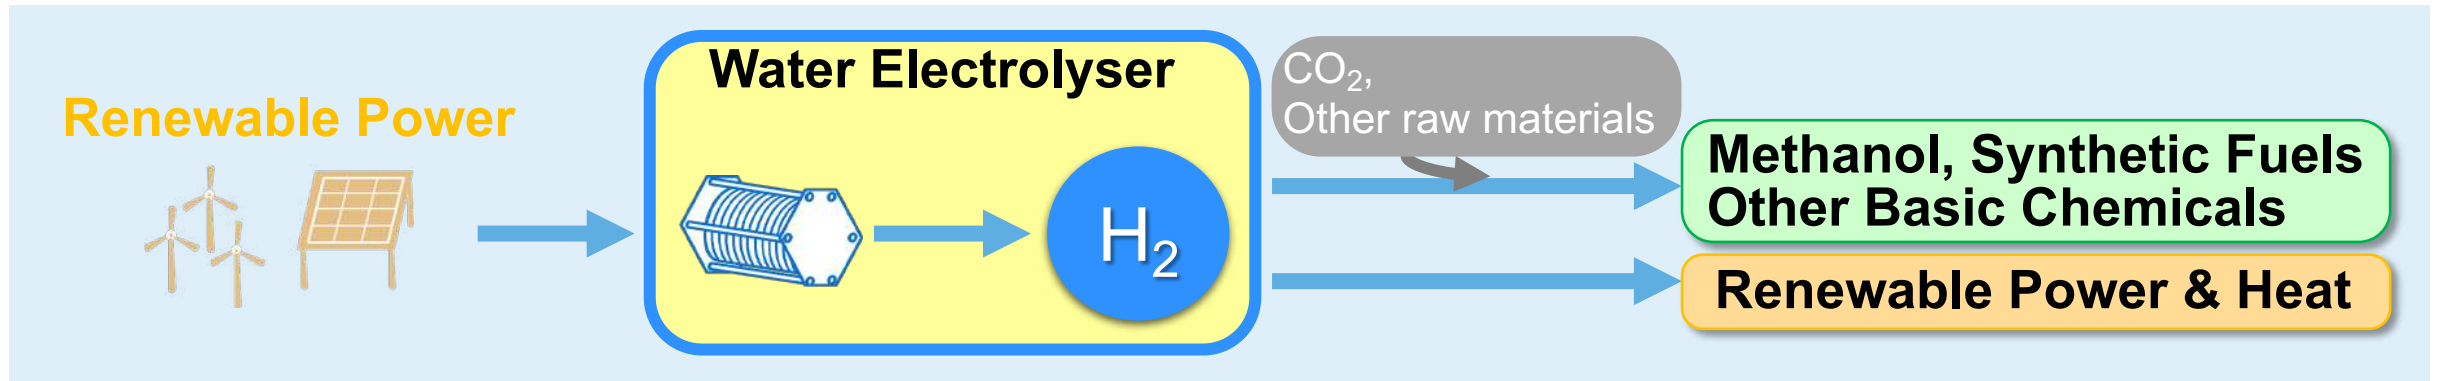 Renewable Power
Water Electrolyser
H₂
CO₂,
Other raw materials
Methanol, Synthetic Fuels
Other Basic Chemicals
Renewable Power & Heat